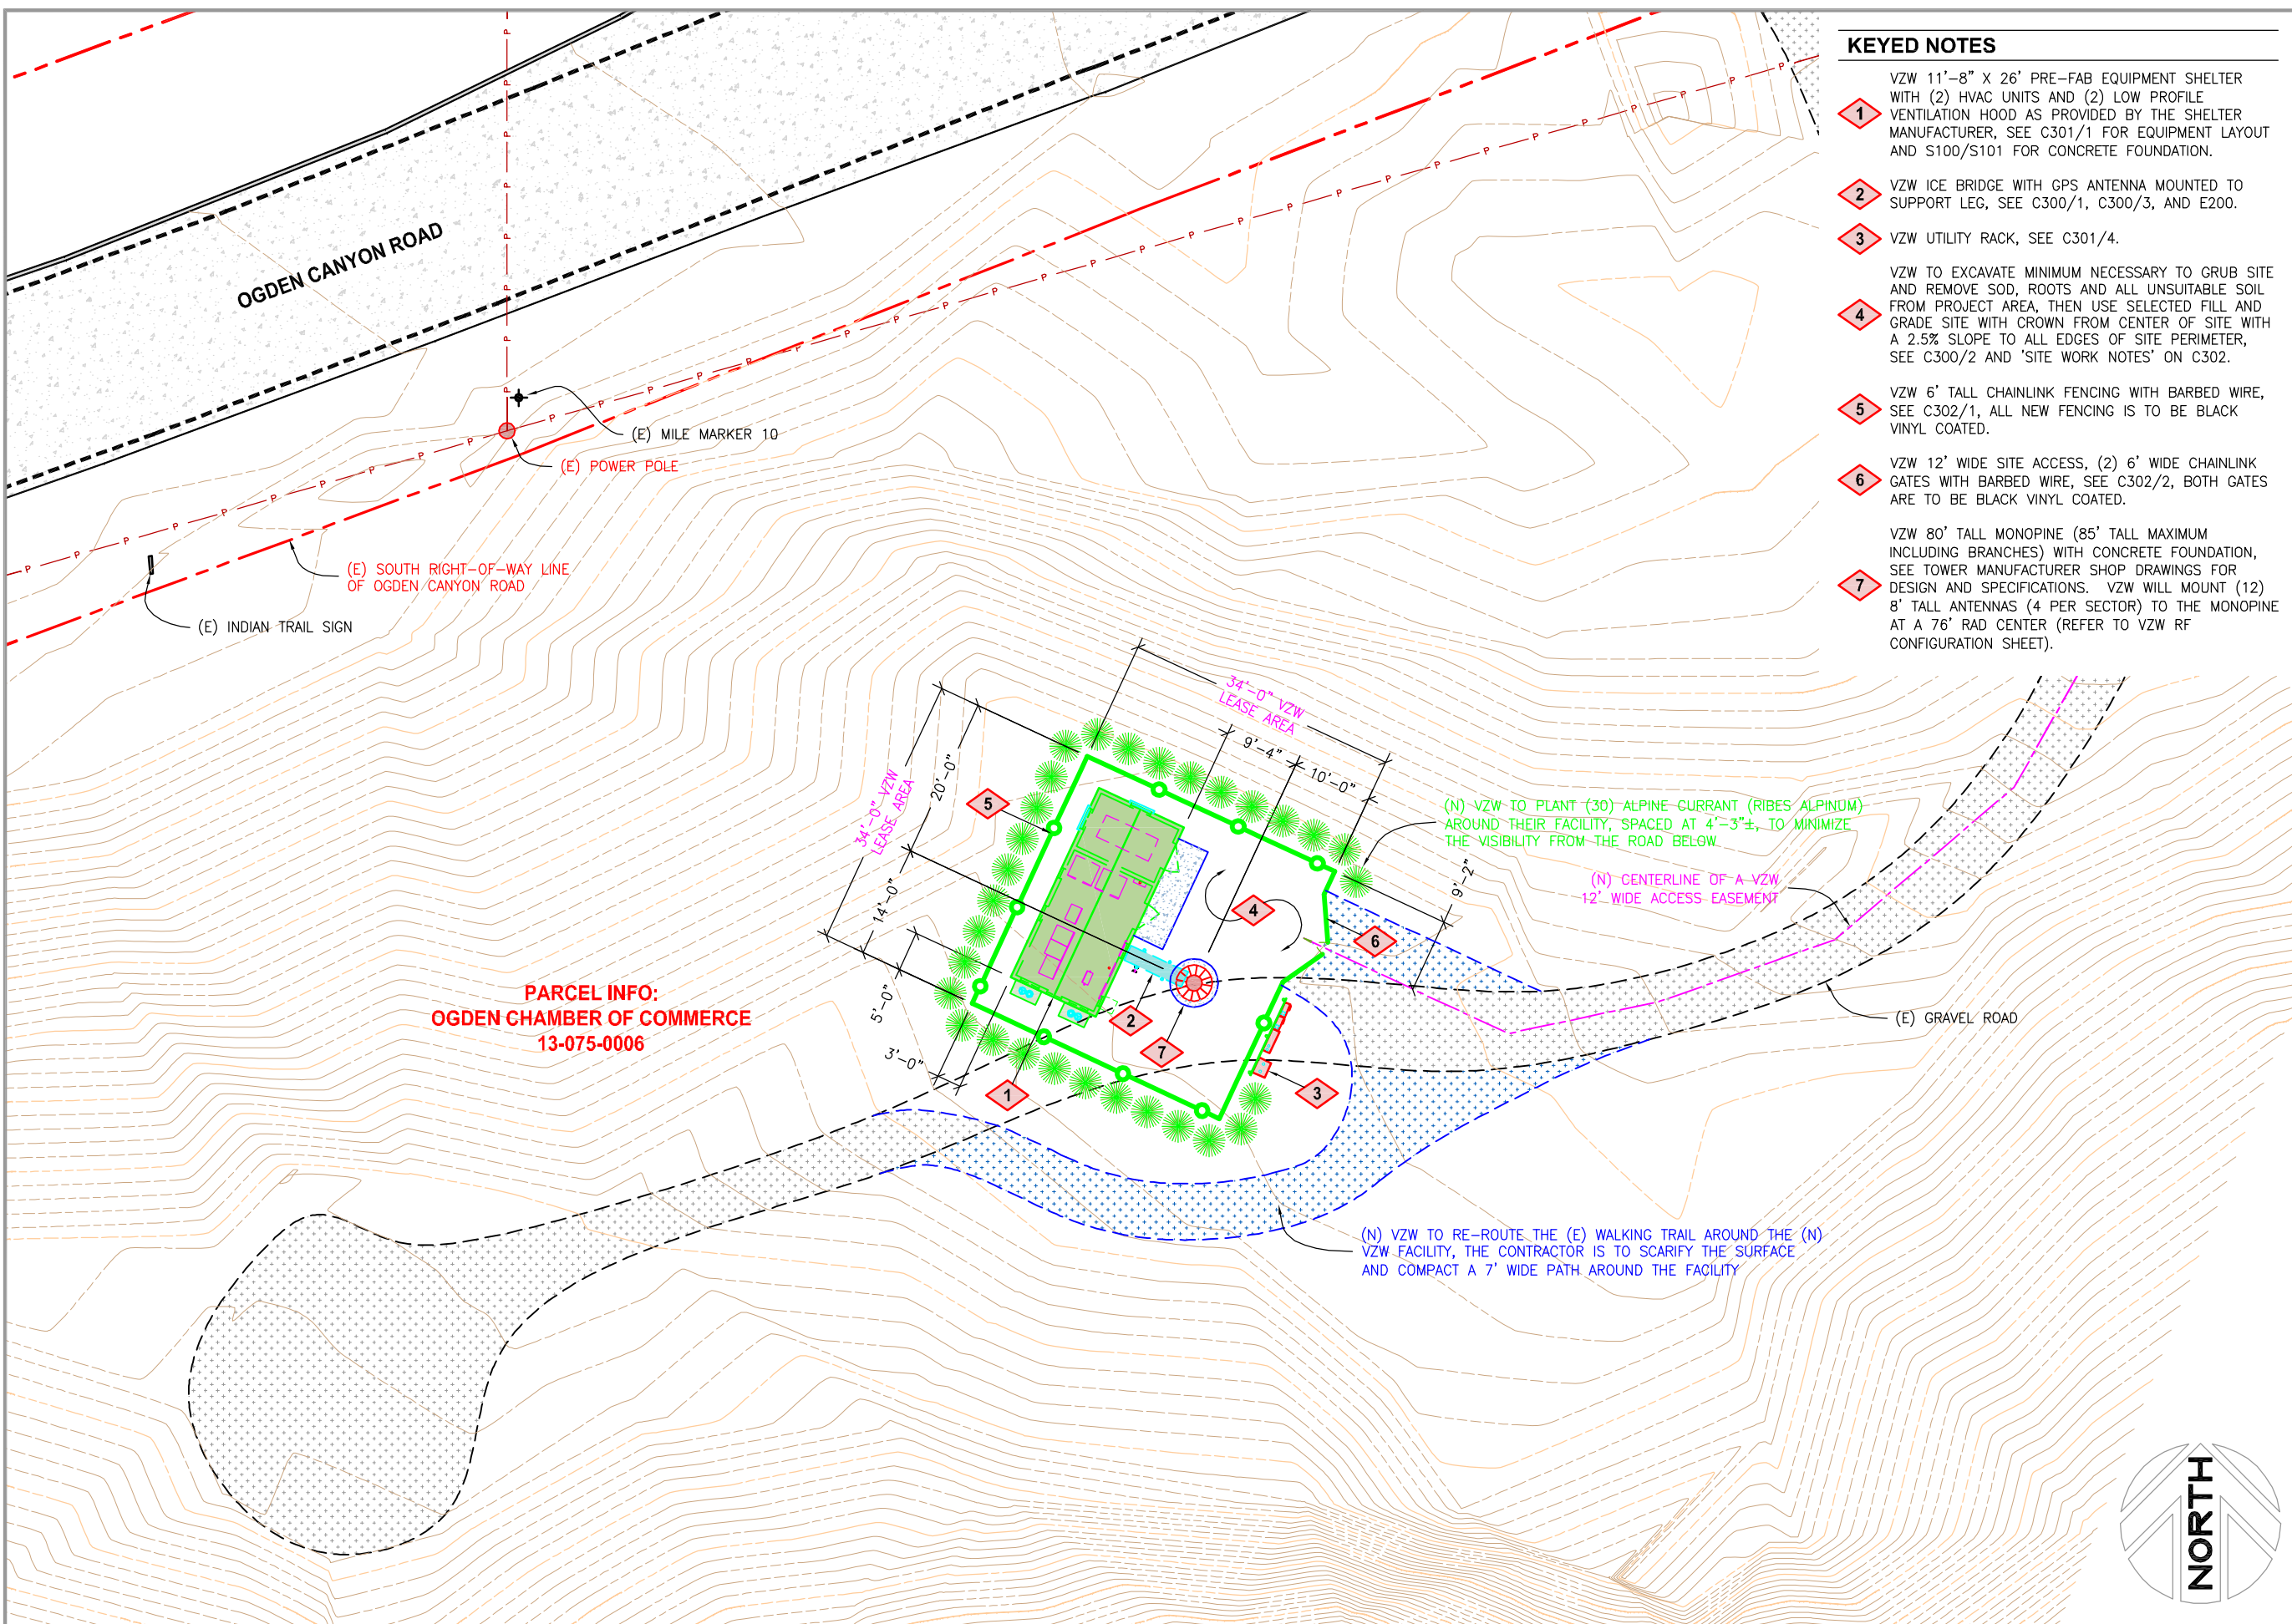 KEYED NOTES
VZW 11'-8" X 26' PRE-FAB EQUIPMENT SHELTER
WITH (2) HVAC UNITS AND (2) LOW PROFILE
1 VENTILATION HOOD AS PROVIDED BY THE SHELTER
MANUFACTURER, SEE C301/1 FOR EQUIPMENT LAYOUT
AND S100/S101 FOR CONCRETE FOUNDATION.
2 VZW ICE BRIDGE WITH GPS ANTENNA MOUNTED TO
SUPPORT LEG, SEE C300/1, C300/3, AND E200.
3 VZW UTILITY RACK, SEE C301/4.
VZW TO EXCAVATE MINIMUM NECESSARY TO GRUB SITE
AND REMOVE SOD, ROOTS AND ALL UNSUITABLE SOIL
4 FROM PROJECT AREA, THEN USE SELECTED FILL AND
GRADE SITE WITH CROWN FROM CENTER OF SITE WITH
A 2.5% SLOPE TO ALL EDGES OF SITE PERIMETER,
SEE C300/2 AND 'SITE WORK NOTES' ON C302.
VZW 6' TALL CHAINLINK FENCING WITH BARBED WIRE,
5 SEE C302/1, ALL NEW FENCING IS TO BE BLACK
VINYL COATED.
VZW 12' WIDE SITE ACCESS, (2) 6' WIDE CHAINLINK
6 GATES WITH BARBED WIRE, SEE C302/2, BOTH GATES
ARE TO BE BLACK VINYL COATED.
VZW 80' TALL MONOPINE (85' TALL MAXIMUM
INCLUDING BRANCHES) WITH CONCRETE FOUNDATION,
SEE TOWER MANUFACTURER SHOP DRAWINGS FOR
7 DESIGN AND SPECIFICATIONS. VZW WILL MOUNT (12)
8' TALL ANTENNAS (4 PER SECTOR) TO THE MONOPINE
AT A 76' RAD CENTER (REFER TO VZW RF
CONFIGURATION SHEET).
OGDEN CANYON ROAD
(E) MILE MARKER 10
(E) POWER POLE
(E) SOUTH RIGHT-OF-WAY LINE
OF OGDEN CANYON ROAD
(E) INDIAN TRAIL SIGN
34'-0" VZW
LEASE AREA
9'-4"
10'-0"
34'-0" VZW
LEASE AREA
20'-0"
14'-0"
5'-0"
3'-0"
9'-2"
5
4
6
2
7
1
3
(N) VZW TO PLANT (30) ALPINE CURRANT (RIBES ALPINUM)
AROUND THEIR FACILITY, SPACED AT 4'-3"±, TO MINIMIZE
THE VISIBILITY FROM THE ROAD BELOW
(N) CENTERLINE OF A VZW
12' WIDE ACCESS EASEMENT
(E) GRAVEL ROAD
PARCEL INFO:
OGDEN CHAMBER OF COMMERCE
13-075-0006
(N) VZW TO RE-ROUTE THE (E) WALKING TRAIL AROUND THE (N)
VZW FACILITY, THE CONTRACTOR IS TO SCARIFY THE SURFACE
AND COMPACT A 7' WIDE PATH AROUND THE FACILITY
NORTH